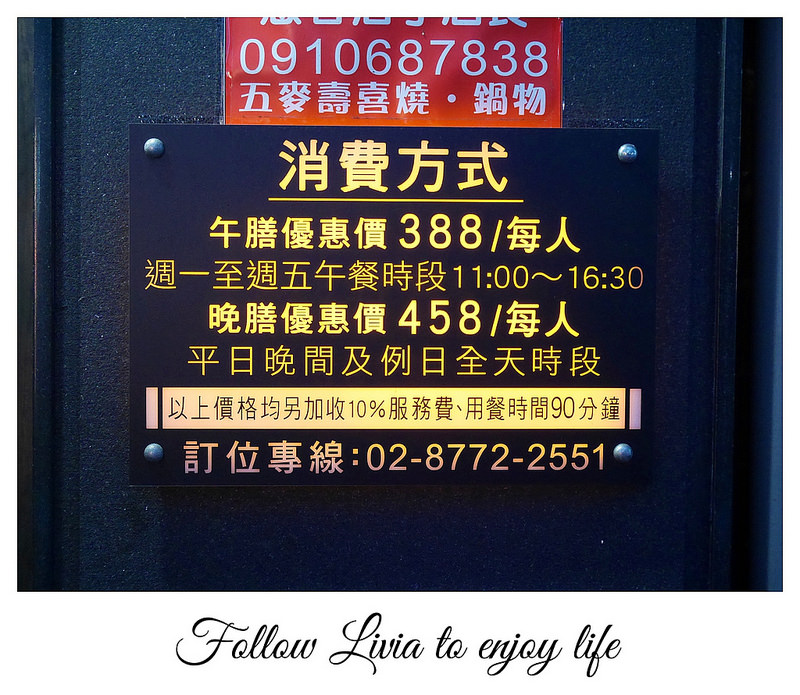 0910687838
五麥壽喜燒・鍋物
消費方式
午膳優惠價388/每人
週一至週五午餐時段11:00～16:30
晚膳優惠價458/每人
平日晚間及例日全天時段
以上價格均另加收10%服務費、用餐時間90分鐘
訂位專線:02-8772-2551
Follow Livia to enjoy life